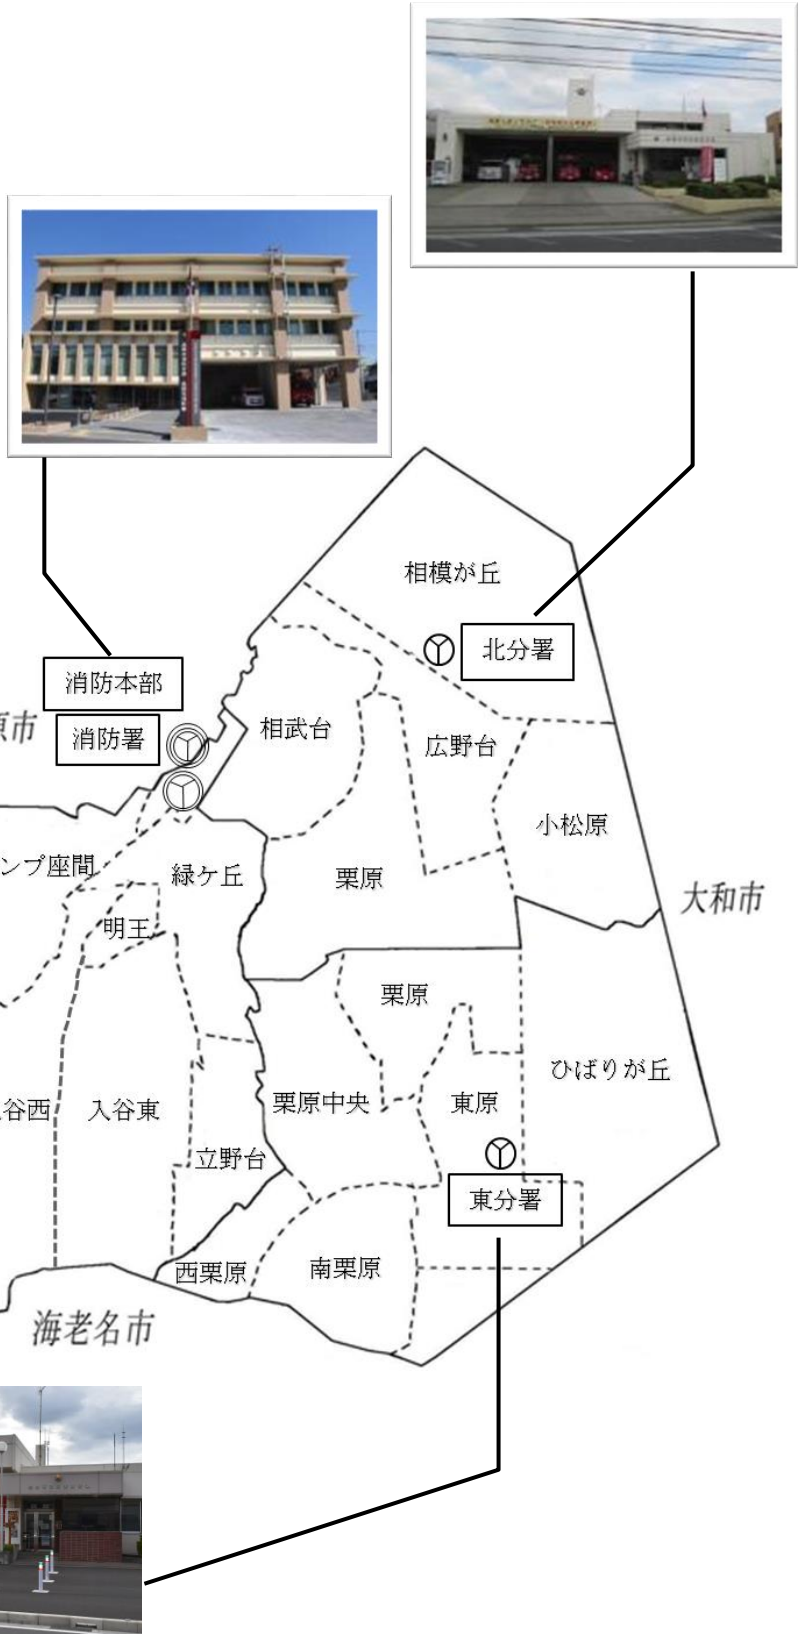 相模が丘
北分署
消防本部
原市
消防署
相武台
広野台
小松原
ンプ座間
緑ケ丘
栗原
大和市
明王
栗原
ひばりが丘
谷西
入谷東
栗原中央
東原
立野台
東分署
西栗原
南栗原
海老名市